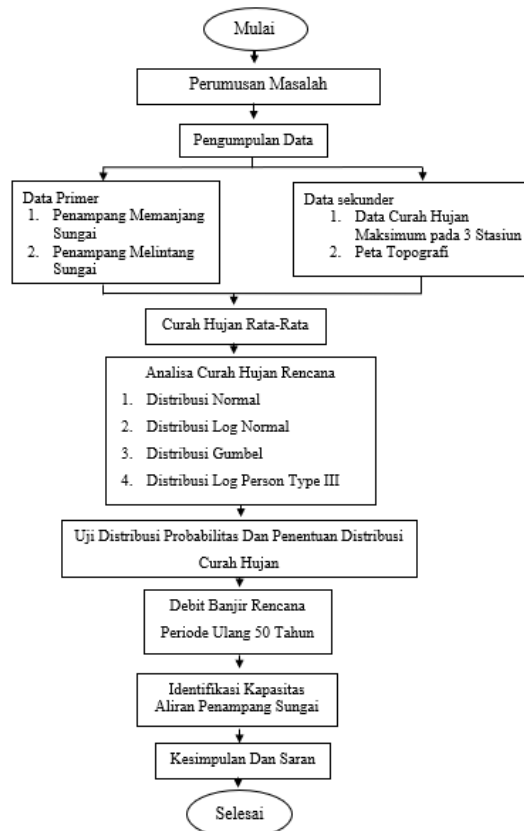 Mulai
Perumusan Masalah
Pengumpulan Data
Data Primer
1. Penampang Memanjang
Sungai
2. Penampang Melintang
Sungai
Data sekunder
1. Data Curah Hujan
Maksimum pada 3 Stasiun
2. Peta Topografi
Curah Hujan Rata-Rata
Analisa Curah Hujan Rencana
1. Distribusi Normal
2. Distribusi Log Normal
3. Distribusi Gumbel
4. Distribusi Log Person Type III
Uji Distribusi Probabilitas Dan Penentuan Distribusi
Curah Hujan
Debit Banjir Rencana
Periode Ulang 50 Tahun
Identifikasi Kapasitas
Aliran Penampang Sungai
Kesimpulan Dan Saran
Selesai